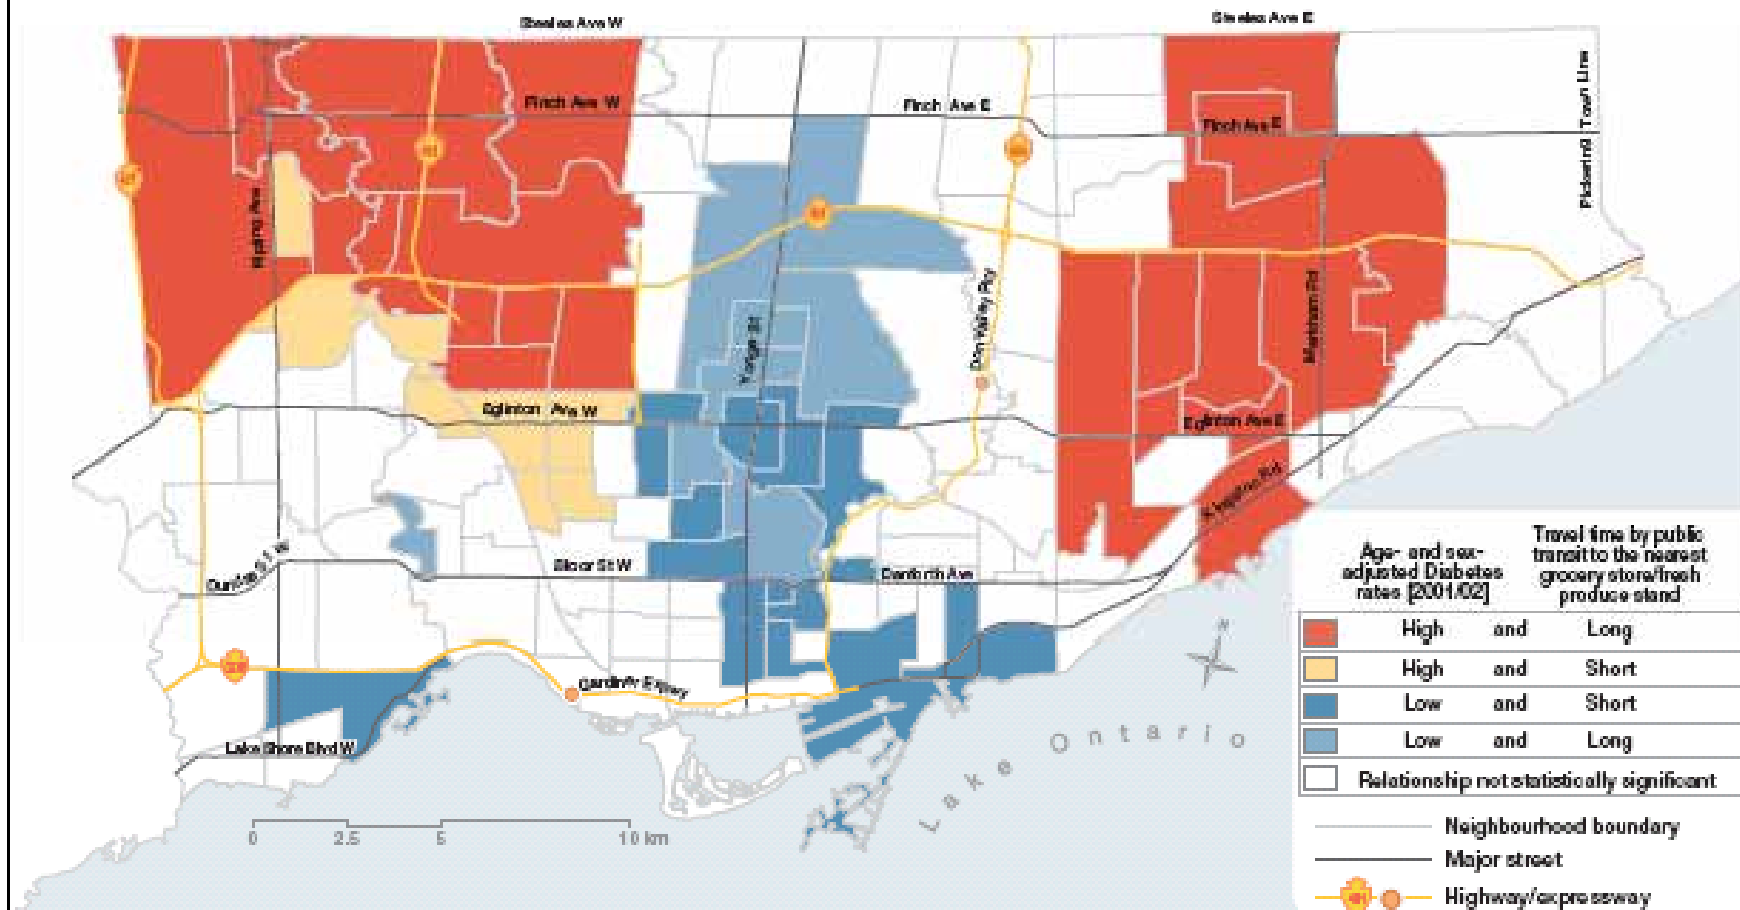 Steeles Ave W
Steeles Ave E
Finch Ave W
Finch Ave E
Finch Ave E
Pickering Town Line
Kipling Ave
Yonge St
Don Valley Pky
Markham Rd
Eglinton Ave W
Eglinton Ave E
Kingston Rd
Dundas St W
Bloor St W
Danforth Ave
Gardiner Expwy
Lake Shore Blvd W
Lake Ontario
N
0 2.5 5 10 km
Age- and sex-
adjusted Diabetes
rates [2001/02]
Travel time by public
transit to the nearest
grocery store/fresh
produce stand
High and Long
High and Short
Low and Short
Low and Long
Relationship not statistically significant
Neighbourhood boundary
Major street
Highway/expressway